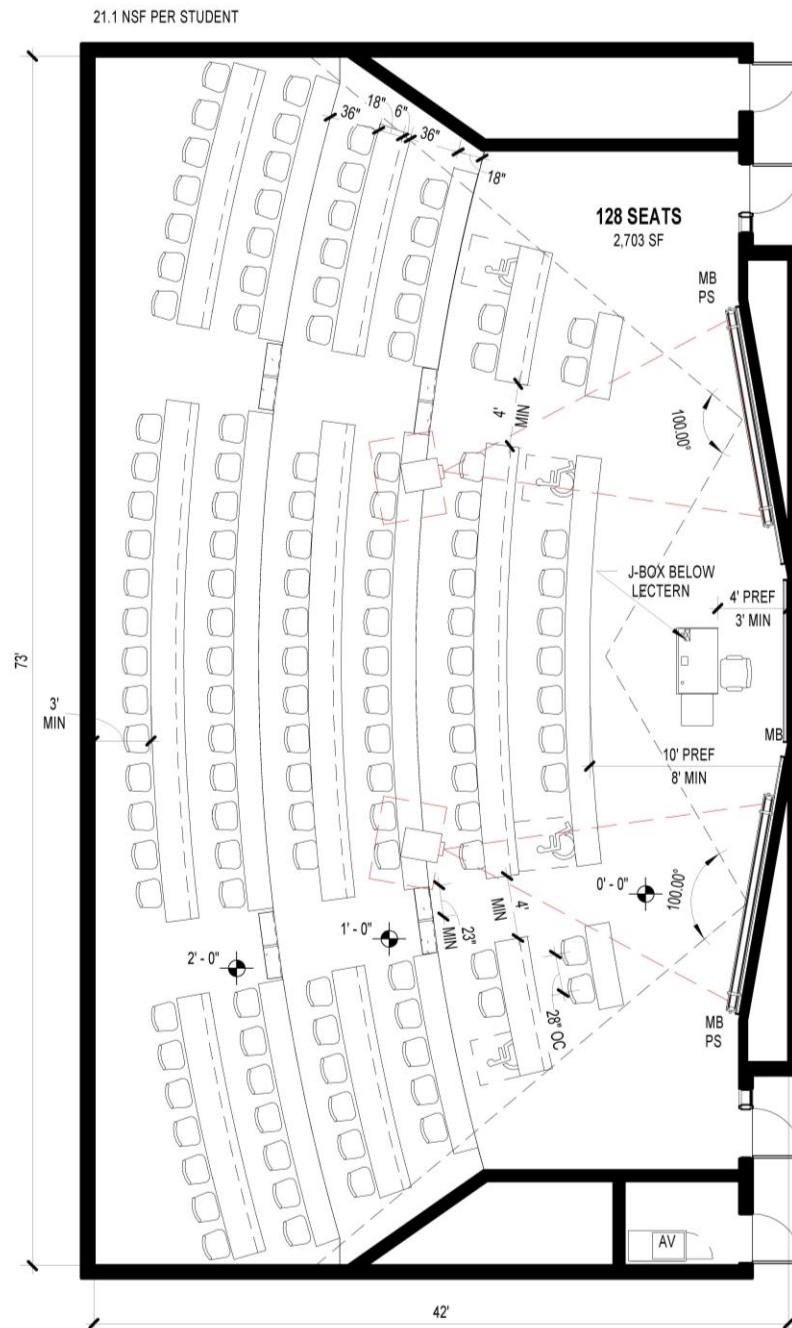 21.1 NSF PER STUDENT
36"
18"
6"
36"
18"
128 SEATS
2,703 SF
MB
PS
4'
MIN
100.00°
J-BOX BELOW
LECTERN
4' PREF
3' MIN
73'
3'
MIN
MB
10' PREF
8' MIN
0' - 0"
100.00°
4'
MIN
1' - 0"
23"
MIN
2' - 0"
28" OC
MB
PS
AV
42'